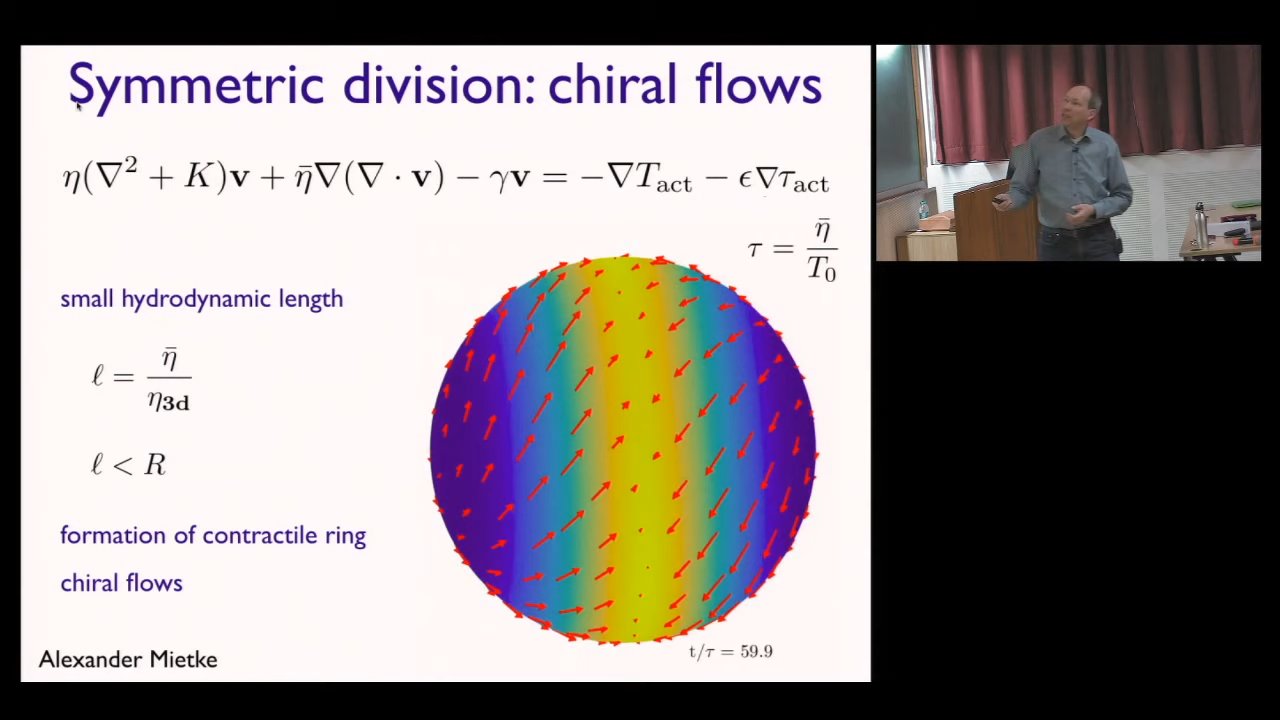 Symmetric division: chiral flows
η(∇² + K)v + η̄∇(∇ · v) − γv = −∇T_act − ϵ∇τ_act
τ = η̄ / T₀
small hydrodynamic length
ℓ = η̄ / η_3d
ℓ < R
formation of contractile ring
chiral flows
t/τ = 59.9
Alexander Mietke